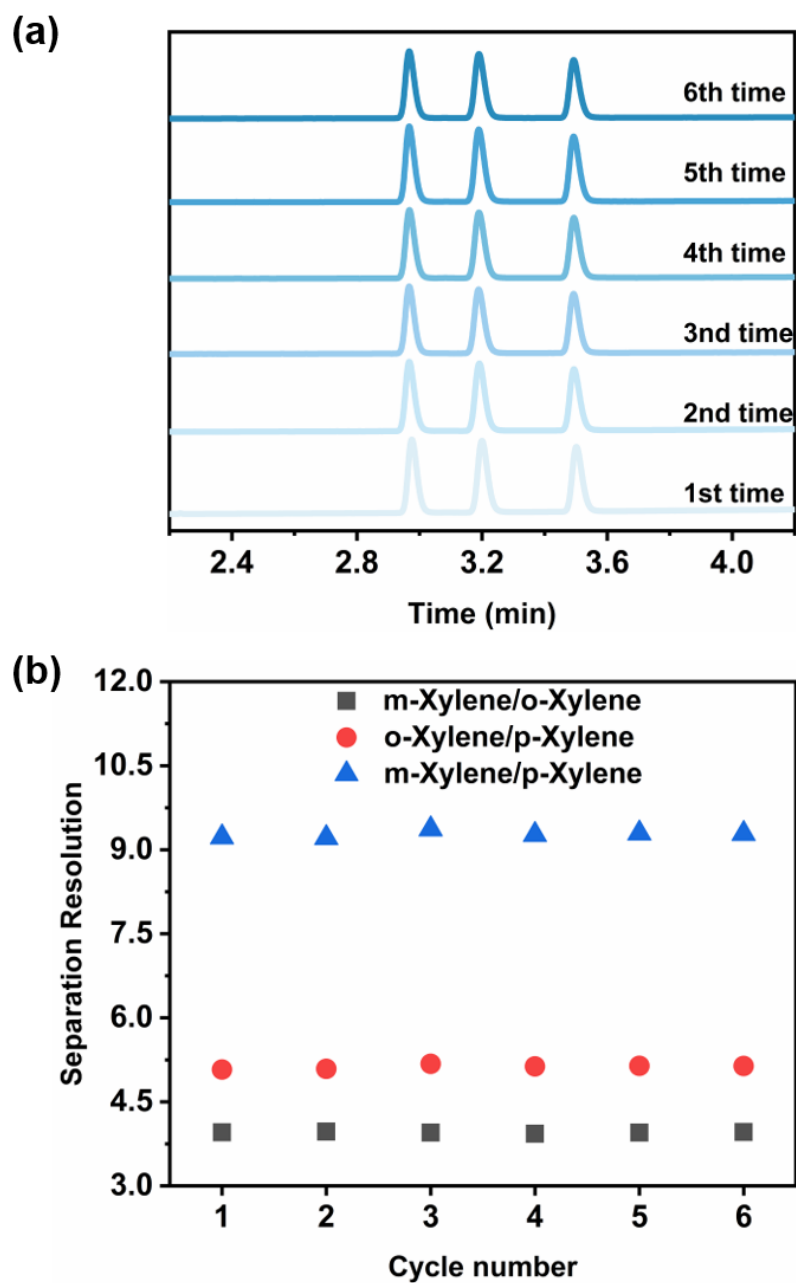 (a)
6th time
5th time
4th time
3nd time
2nd time
1st time
2.4 2.8 3.2 3.6 4.0
Time (min)
(b)
12.0
10.5
9.0
7.5
6.0
4.5
3.0
Separation Resolution
m-Xylene/o-Xylene
o-Xylene/p-Xylene
m-Xylene/p-Xylene
1 2 3 4 5 6
Cycle number